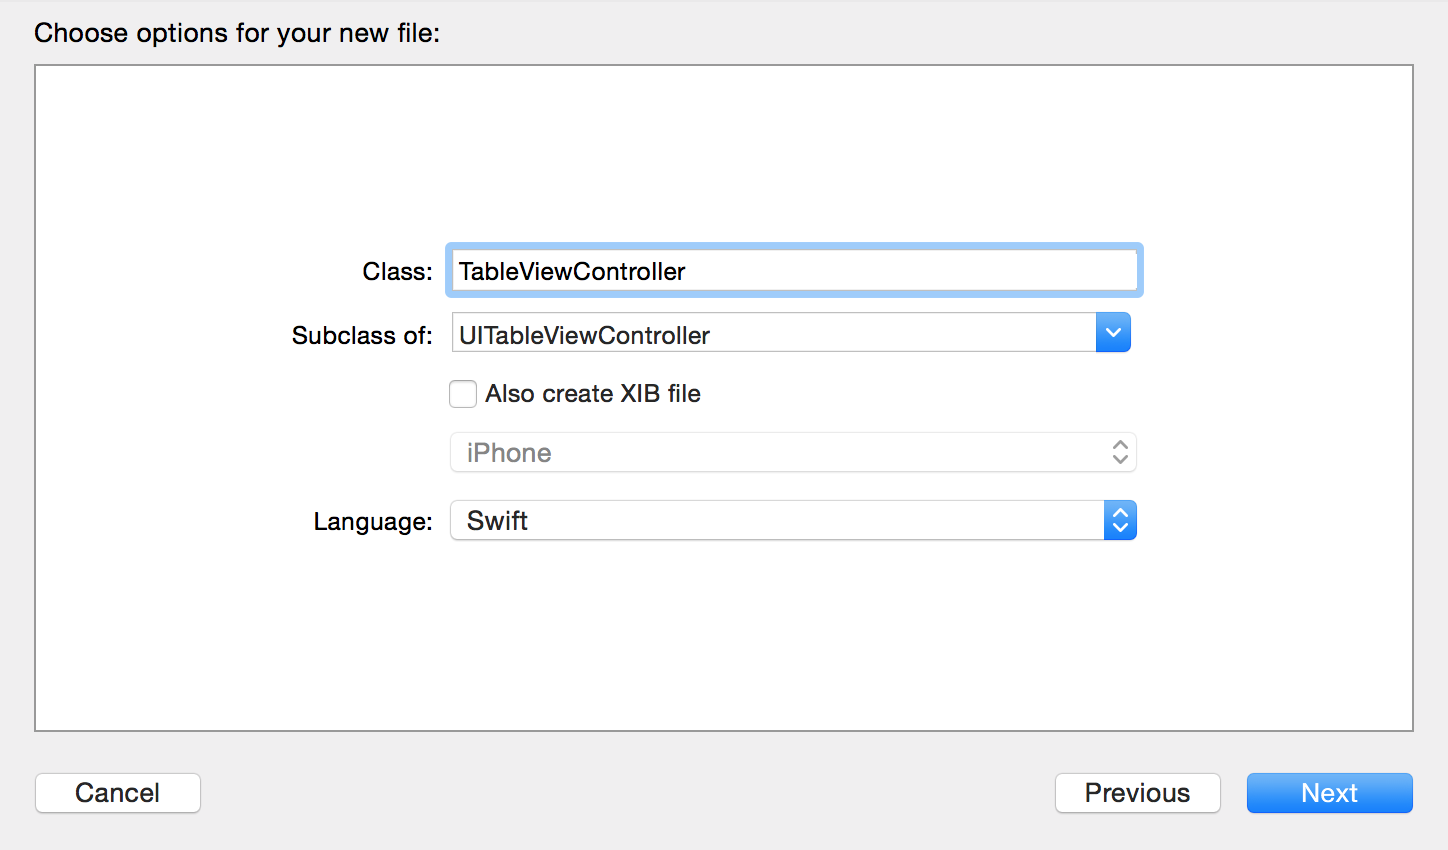 Choose options for your new file:
Class: TableViewController
Subclass of: UITableViewController
Also create XIB file
iPhone
Language: Swift
Cancel Previous Next